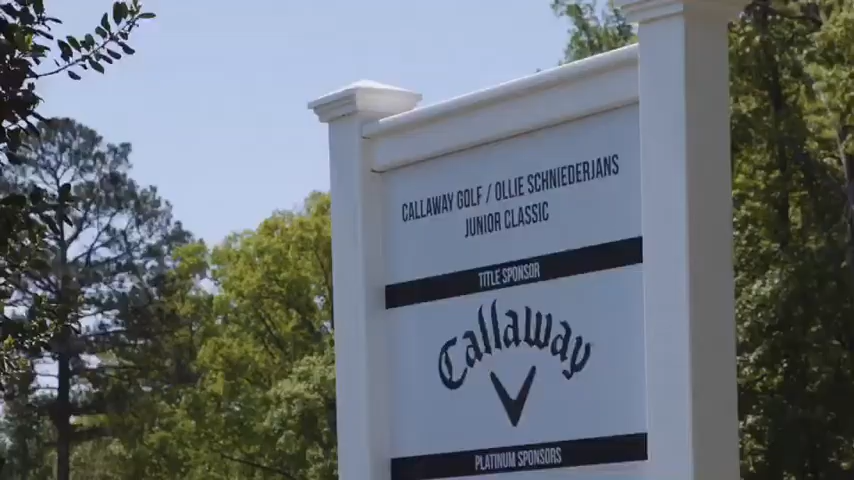 CALLAWAY GOLF / OLLIE SCHNIEDERJANS
JUNIOR CLASSIC
TITLE SPONSOR
Callaway
PLATINUM SPONSORS